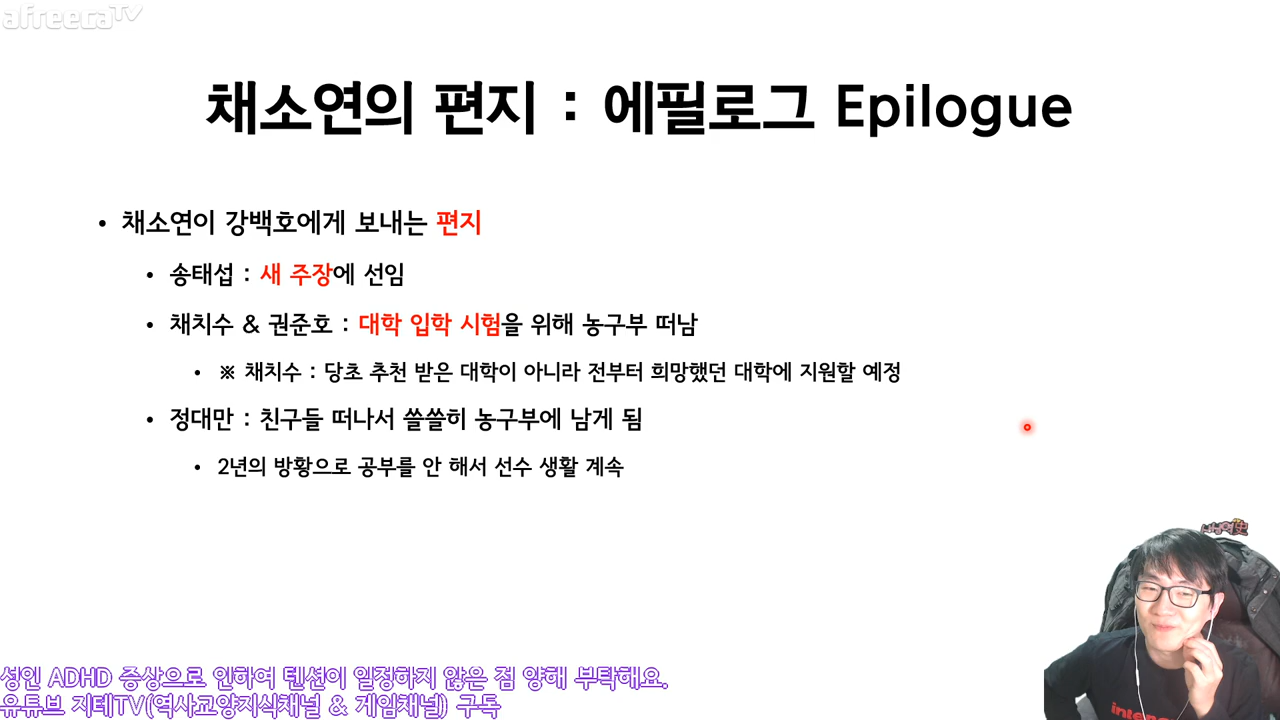 afreecaTV
채소연의 편지 : 에필로그 Epilogue
• 채소연이 강백호에게 보내는 편지
• 송태섭 : 새 주장에 선임
• 채치수 & 권준호 : 대학 입학 시험을 위해 농구부 떠남
• ※ 채치수 : 당초 추천 받은 대학이 아니라 전부터 희망했던 대학에 지원할 예정
• 정대만 : 친구들 떠나서 쓸쓸히 농구부에 남게 됨
• 2년의 방황으로 공부를 안 해서 선수 생활 계속
성인 ADHD 증상으로 인하여 텐션이 일정하지 않은 점 양해 부탁해요.
유튜브 지테TV(역사교양지식채널 & 게임채널) 구독